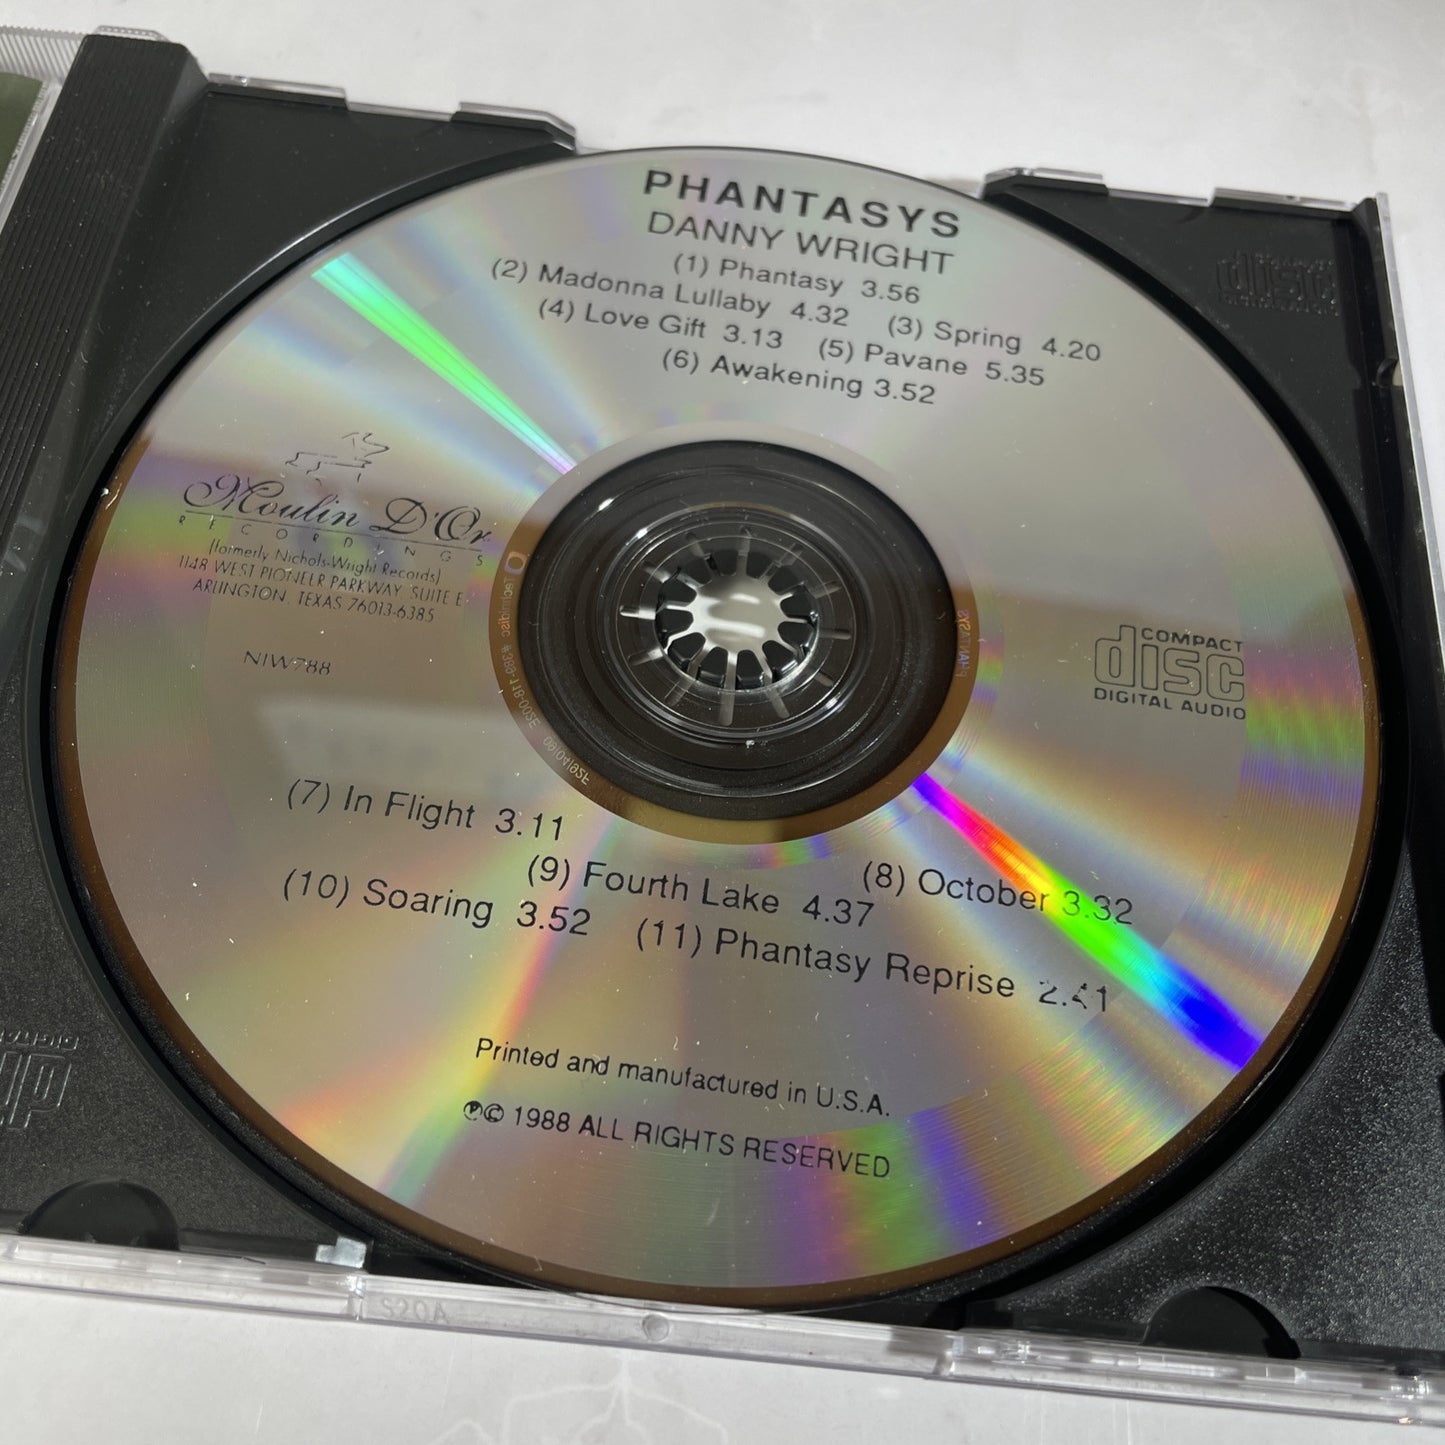 PHANTASYS
DANNY WRIGHT
(1) Phantasy 3.56
(2) Madonna Lullaby 4.32 (3) Spring 4.20
(4) Love Gift 3.13 (5) Pavane 5.35
(6) Awakening 3.52
Moulin D'Or
RECORDINGS
(formerly Nichols-Wright Records)
1148 WEST PIONEER PARKWAY, SUITE E
ARLINGTON, TEXAS 76013-6385
NIW788
COMPACT
disc
DIGITAL AUDIO
(7) In Flight 3.11
(8) October 3.32
(9) Fourth Lake 4.37
(10) Soaring 3.52 (11) Phantasy Reprise 2.41
Printed and manufactured in U.S.A.
℗© 1988 ALL RIGHTS RESERVED
disc
S20A